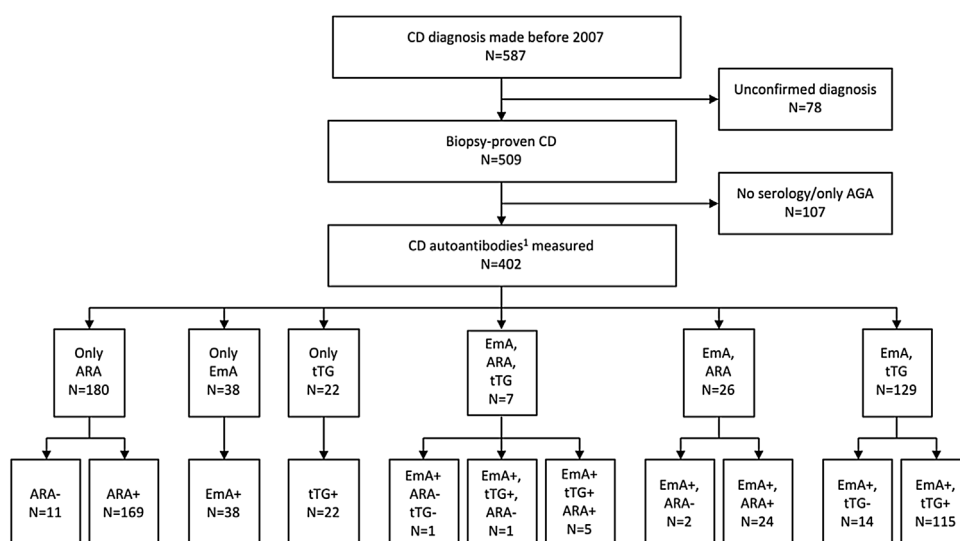 CD diagnosis made before 2007
N=587
Unconfirmed diagnosis
N=78
Biopsy-proven CD
N=509
No serology/only AGA
N=107
CD autoantibodies¹ measured
N=402
Only
ARA
N=180
Only
EmA
N=38
Only
tTG
N=22
EmA,
ARA,
tTG
N=7
EmA,
ARA
N=26
EmA,
tTG
N=129
ARA-
N=11
ARA+
N=169
EmA+
N=38
tTG+
N=22
EmA+
ARA-
tTG-
N=1
EmA+,
tTG+,
ARA-
N=1
EmA+
tTG+
ARA+
N=5
EmA+,
ARA-
N=2
EmA+,
ARA+
N=24
EmA+,
tTG-
N=14
EmA+,
tTG+
N=115